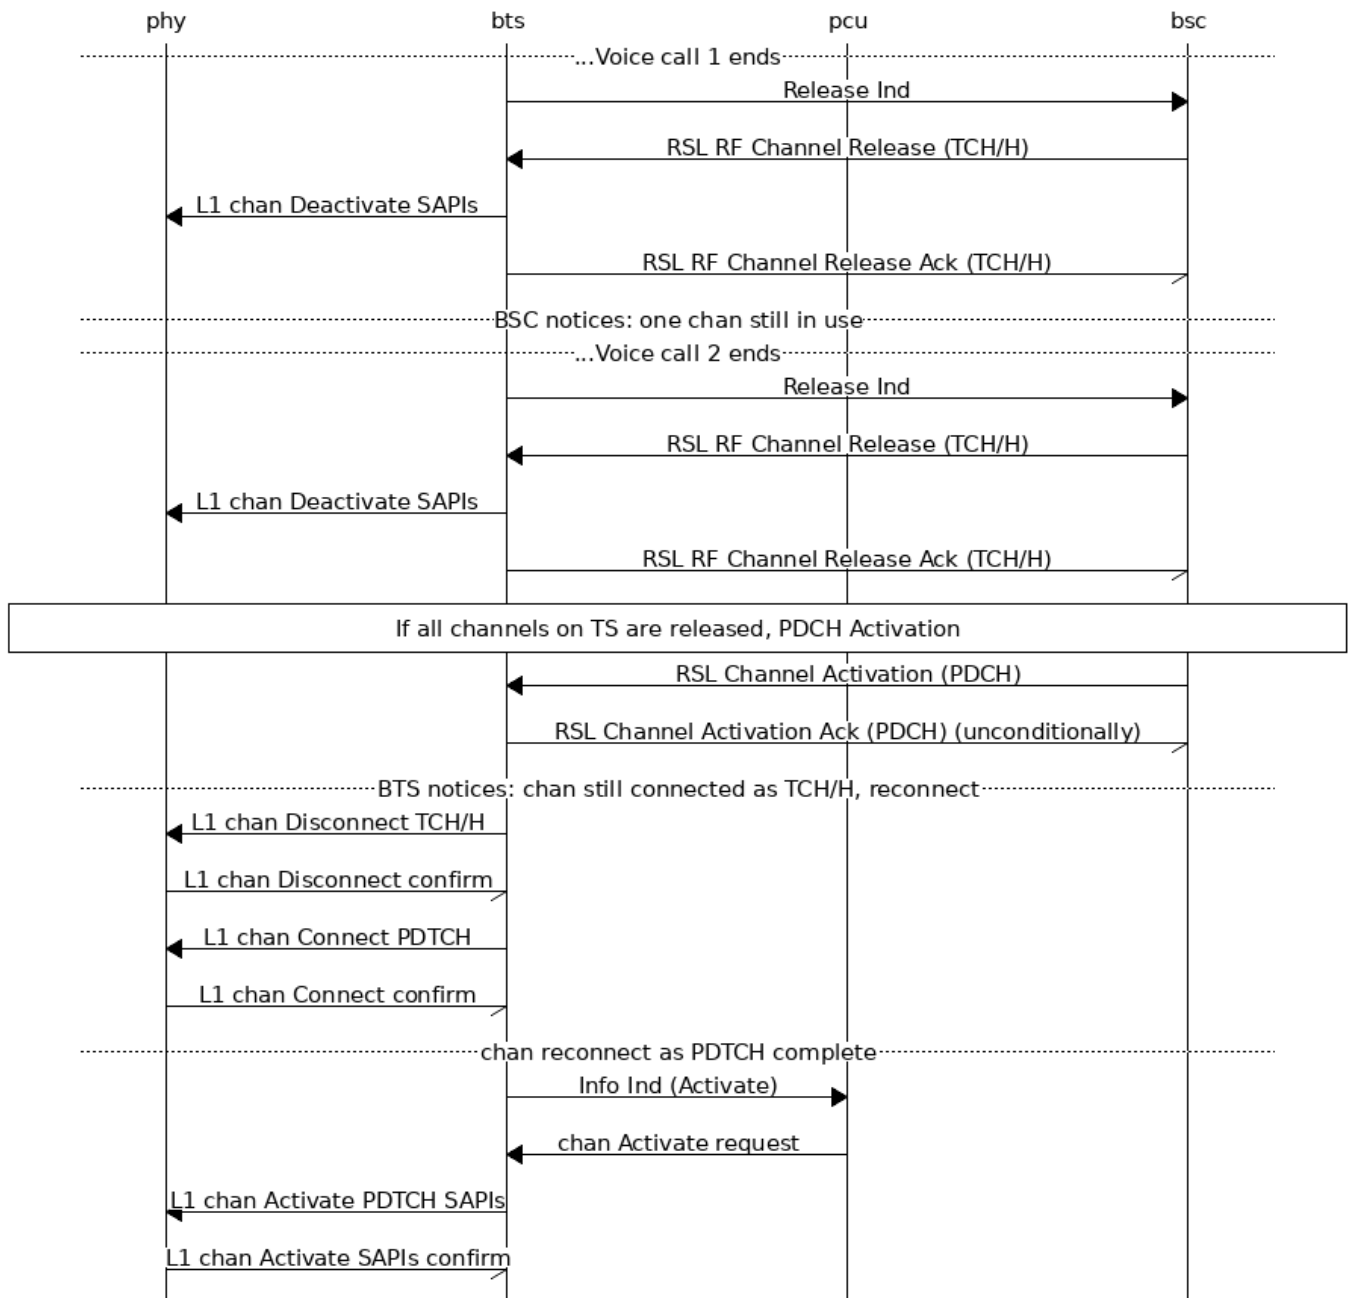 phy bts pcu bsc
...Voice call 1 ends
Release Ind
RSL RF Channel Release (TCH/H)
L1 chan Deactivate SAPIs
RSL RF Channel Release Ack (TCH/H)
BSC notices: one chan still in use
...Voice call 2 ends
Release Ind
RSL RF Channel Release (TCH/H)
L1 chan Deactivate SAPIs
RSL RF Channel Release Ack (TCH/H)
If all channels on TS are released, PDCH Activation
RSL Channel Activation (PDCH)
RSL Channel Activation Ack (PDCH) (unconditionally)
BTS notices: chan still connected as TCH/H, reconnect
L1 chan Disconnect TCH/H
L1 chan Disconnect confirm
L1 chan Connect PDTCH
L1 chan Connect confirm
chan reconnect as PDTCH complete
Info Ind (Activate)
chan Activate request
L1 chan Activate PDTCH SAPIs
L1 chan Activate SAPIs confirm